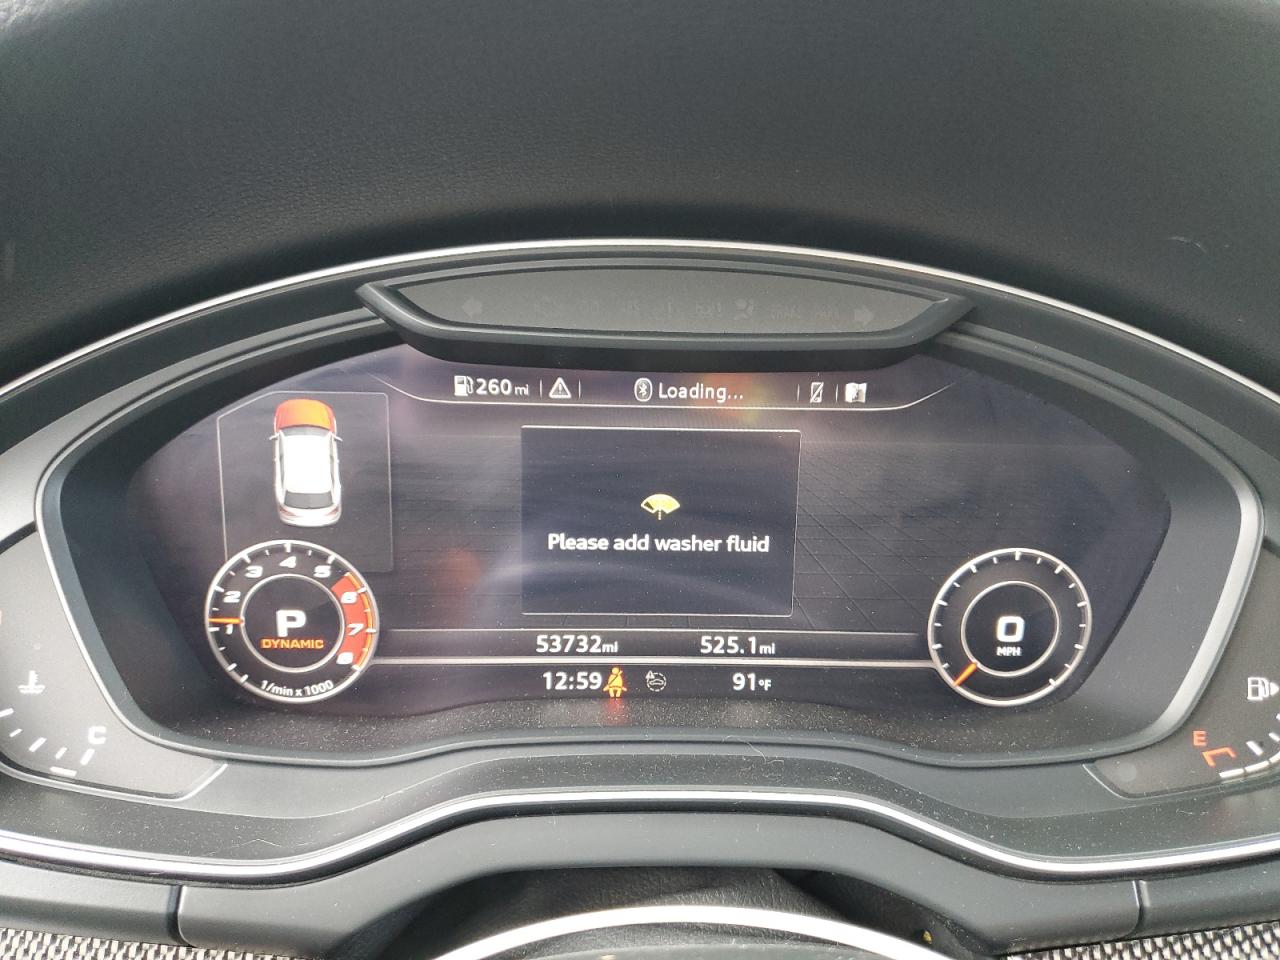 260 mi
Loading...
Please add washer fluid
1 2 3 4 5 6 7 8
P
DYNAMIC
1/min x 1000
0
MPH
53732mi
525.1mi
12:59
91°F
C
E